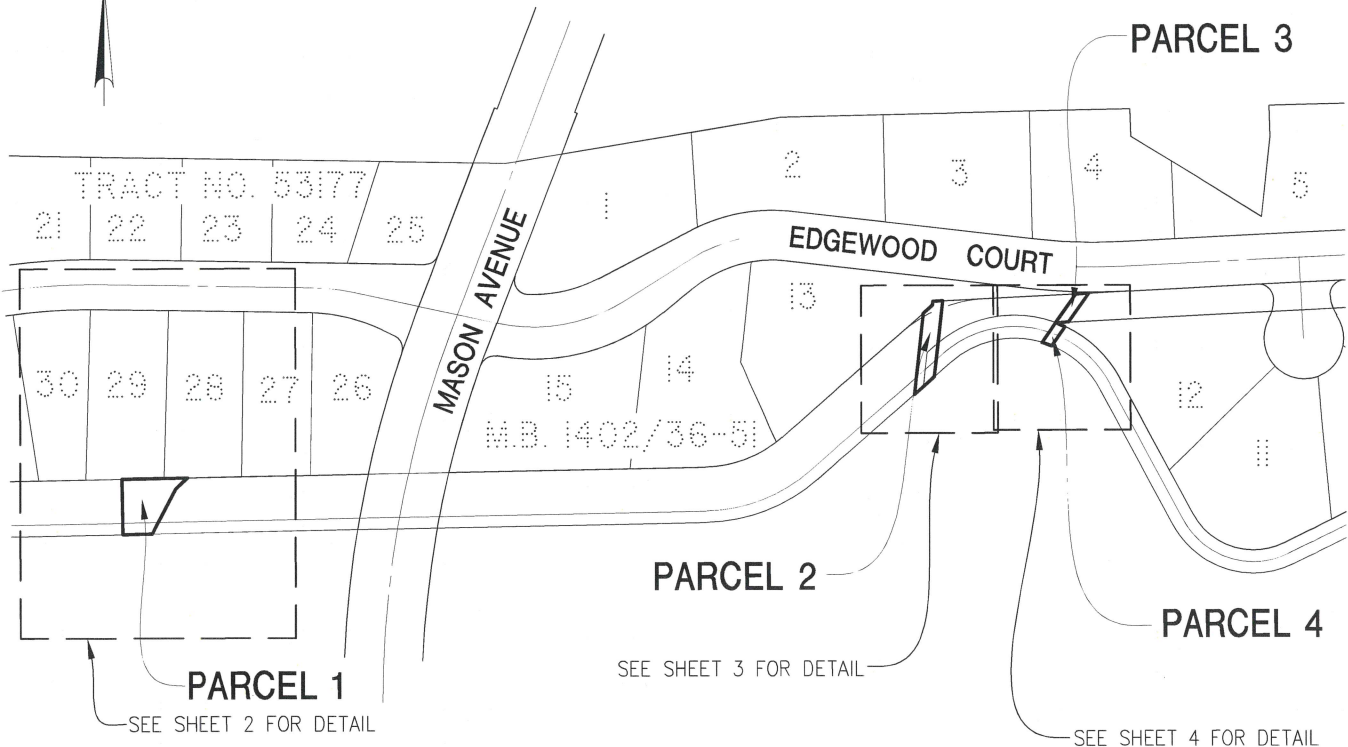 PARCEL 3
2
3
4
5
1
TRACT NO. 53177
21
22
23
24
25
MASON AVENUE
EDGEWOOD COURT
13
30
29
28
27
26
15
14
12
11
M.B. 1402/36-51
PARCEL 2
PARCEL 4
SEE SHEET 3 FOR DETAIL
PARCEL 1
SEE SHEET 2 FOR DETAIL
SEE SHEET 4 FOR DETAIL